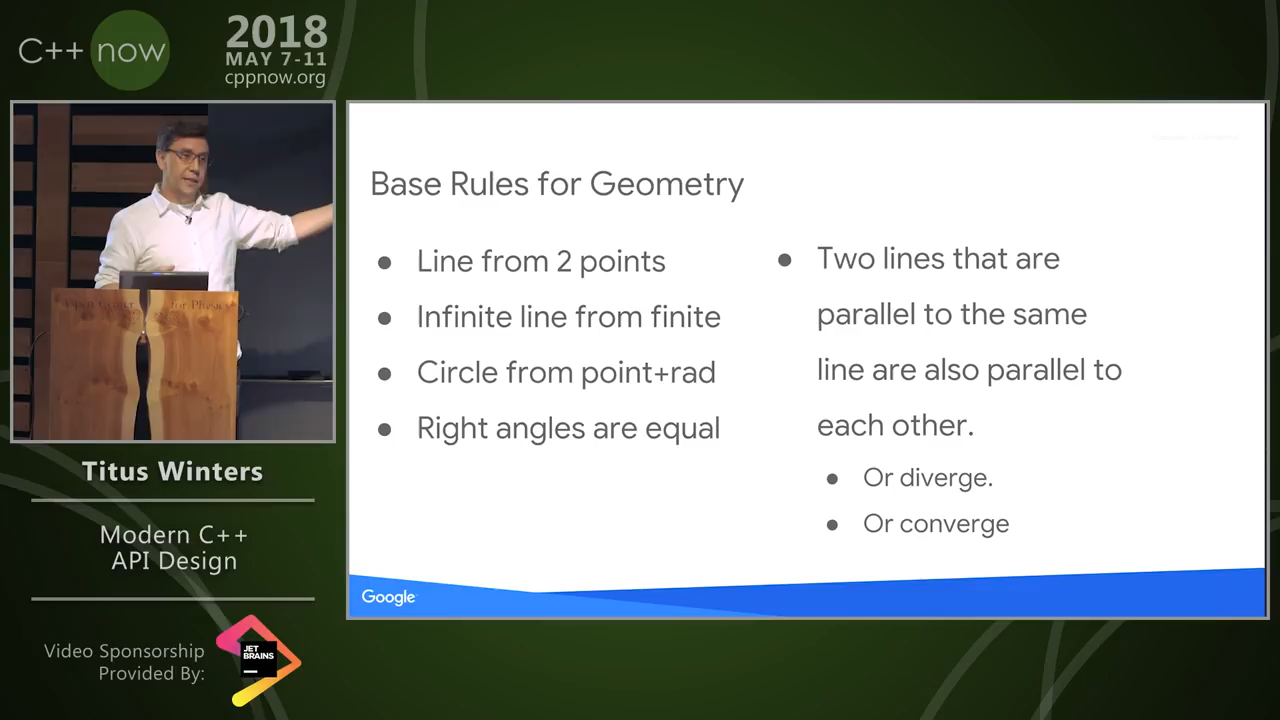 C++ now
2018
MAY 7-11
cppnow.org
Base Rules for Geometry
● Line from 2 points
● Infinite line from finite
● Circle from point+rad
● Right angles are equal
● Two lines that are
parallel to the same
line are also parallel to
each other.
● Or diverge.
● Or converge
Google
Center
for Physics
Titus Winters
Modern C++
API Design
Video Sponsorship
Provided By:
JET
BRAINS